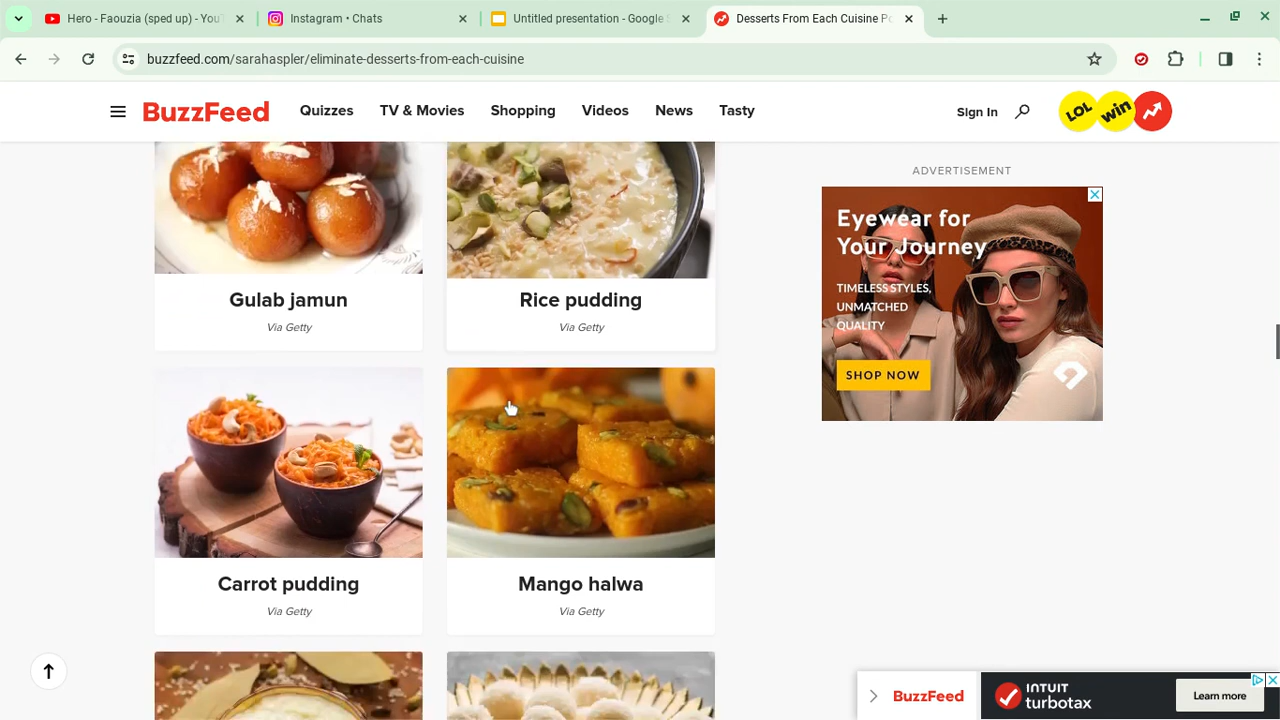 Hero - Faouzia (sped up) - You
Instagram • Chats
Untitled presentation - Google
Desserts From Each Cuisine Po
buzzfeed.com/sarahaspler/eliminate-desserts-from-each-cuisine
BuzzFeed
Quizzes
TV & Movies
Shopping
Videos
News
Tasty
Sign In
LOL
win
ADVERTISEMENT
Eyewear for
Your Journey
TIMELESS STYLES,
UNMATCHED
QUALITY
SHOP NOW
Gulab jamun
Via Getty
Rice pudding
Via Getty
Carrot pudding
Via Getty
Mango halwa
Via Getty
BuzzFeed
INTUIT
turbotax
Learn more